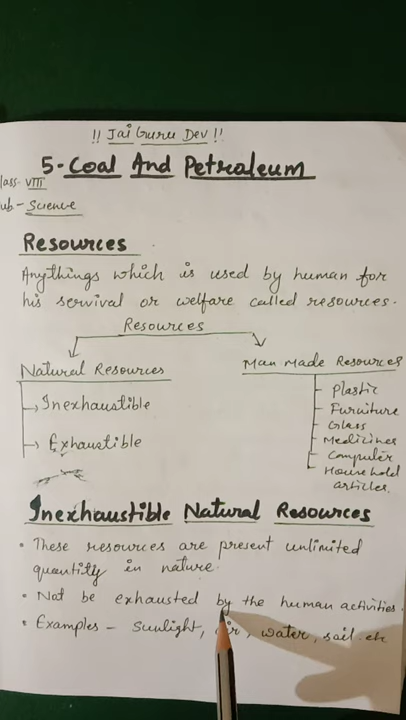 !! Jai Guru Dev !!
5-Coal And Petroleum
lass- VIII
ub- Science
Resources
Anythings which is used by human for
his servival or welfare called resources.
Resources
Natural Resources
Man Made Resources
Inexhaustible
Exhaustible
Plastic
Furniture
Glass
Medicines
Computer
Household
articles.
Inexhaustible Natural Resources
• These resources are present unlimited
quantity in nature.
• Not be exhausted by the human activities.
• Examples - Sunlight, air, water, soil.etc